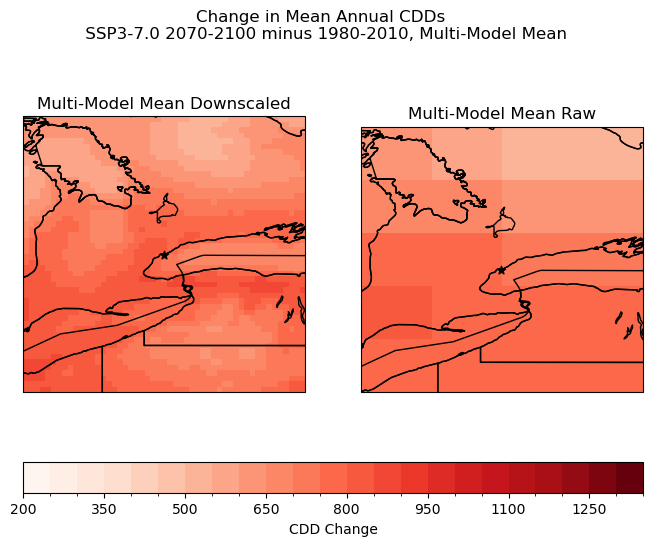 Change in Mean Annual CDDs
SSP3-7.0 2070-2100 minus 1980-2010, Multi-Model Mean
Multi-Model Mean Downscaled
Multi-Model Mean Raw
200 350 500 650 800 950 1100 1250
CDD Change